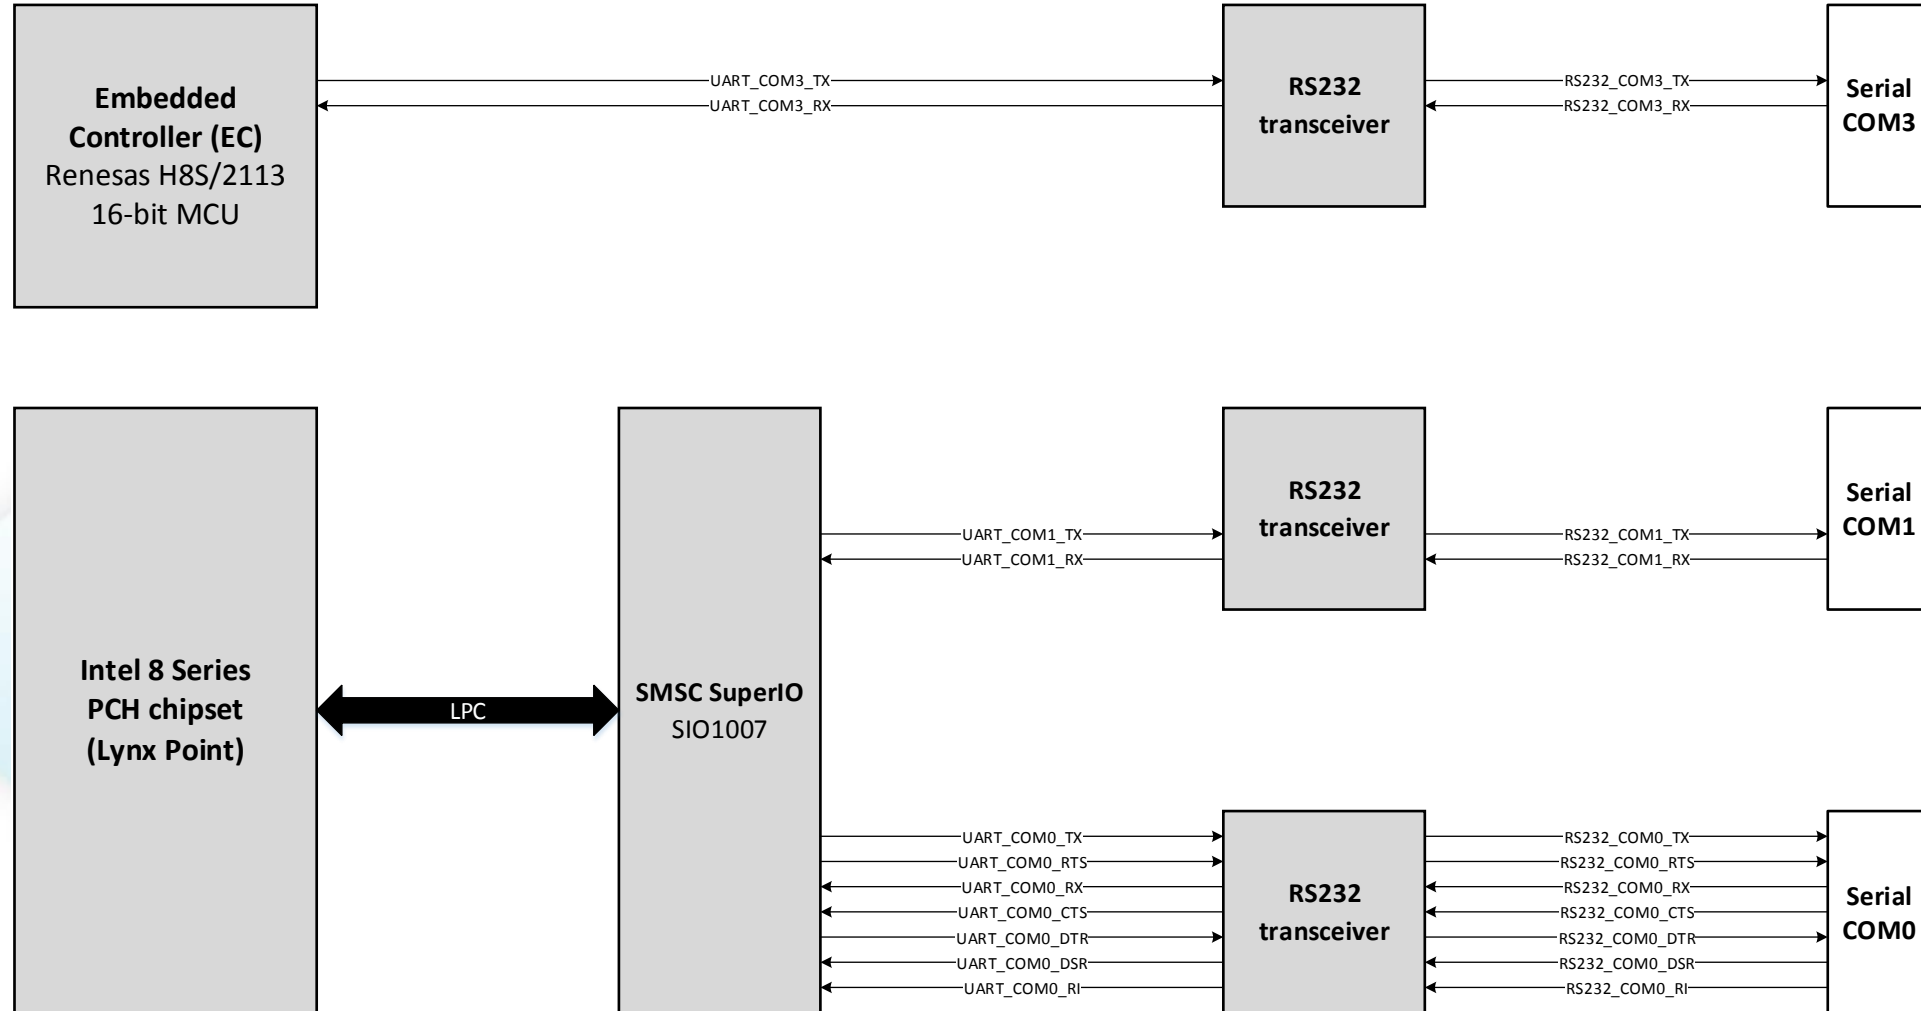 Embedded
Controller (EC)
Renesas H8S/2113
16-bit MCU
UART_COM3_TX
UART_COM3_RX
RS232
transceiver
RS232_COM3_TX
RS232_COM3_RX
Serial
COM3
Intel 8 Series
PCH chipset
(Lynx Point)
LPC
SMSC SuperIO
SIO1007
UART_COM1_TX
UART_COM1_RX
RS232
transceiver
RS232_COM1_TX
RS232_COM1_RX
Serial
COM1
UART_COM0_TX
UART_COM0_RTS
UART_COM0_RX
UART_COM0_CTS
UART_COM0_DTR
UART_COM0_DSR
UART_COM0_RI
RS232
transceiver
RS232_COM0_TX
RS232_COM0_RTS
RS232_COM0_RX
RS232_COM0_CTS
RS232_COM0_DTR
RS232_COM0_DSR
RS232_COM0_RI
Serial
COM0